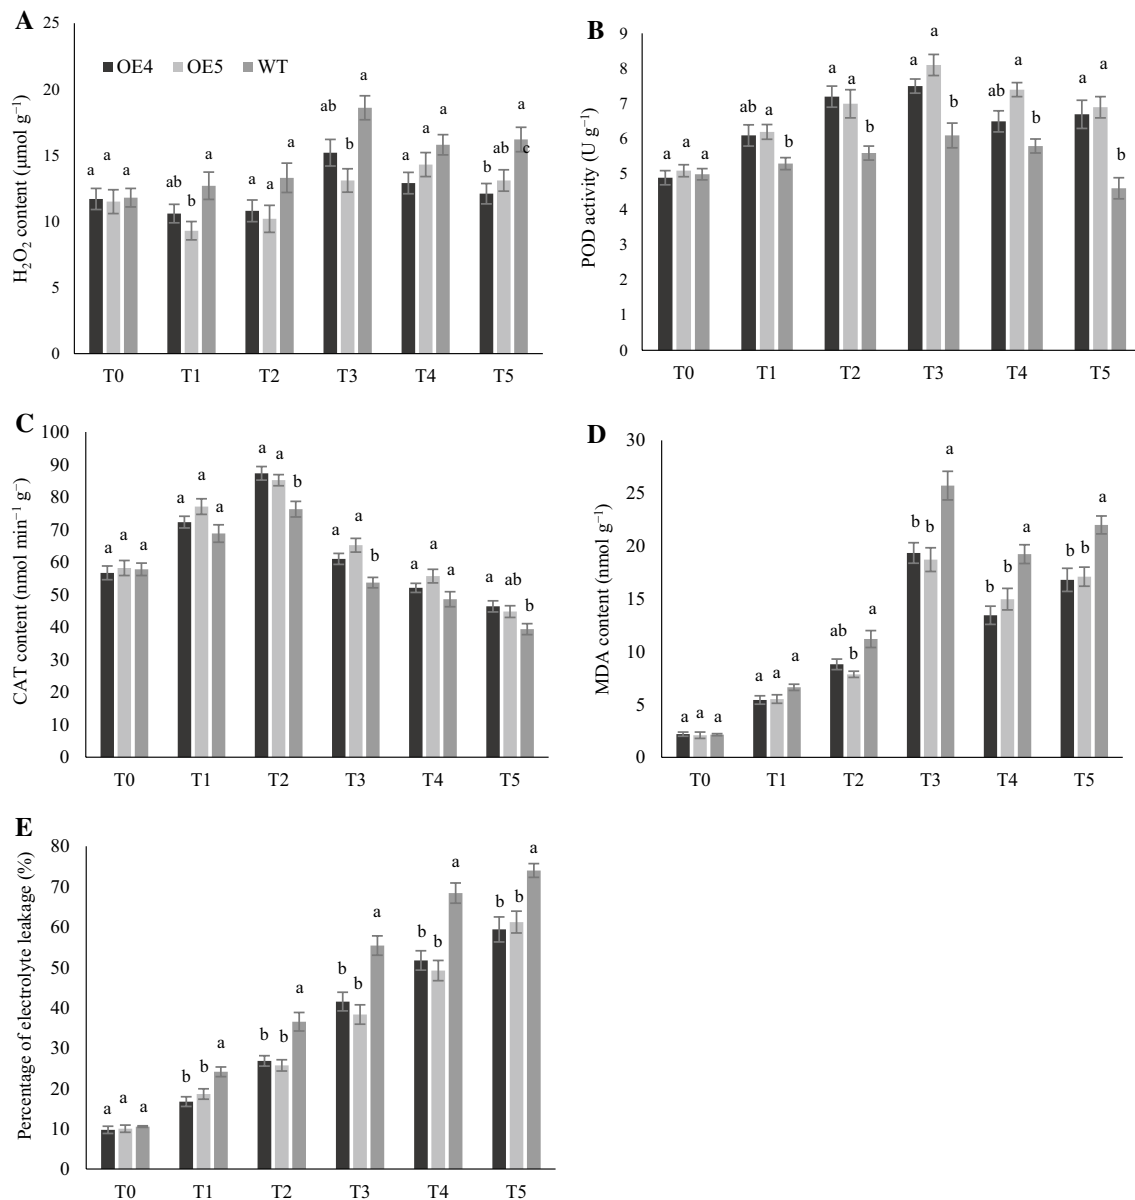 A
H₂O₂ content (μmol g⁻¹)
25
20
15
10
5
0
OE4 OE5 WT
a a a
ab b a
a a a
ab b a
a a a
b ab a c
T0 T1 T2 T3 T4 T5
B
POD activity (U g⁻¹)
9
8
7
6
5
4
3
2
1
0
a a a
ab a b
a a b
a a b
ab a b
a a b
T0 T1 T2 T3 T4 T5
C
CAT content (nmol min⁻¹ g⁻)
100
90
80
70
60
50
40
30
20
10
0
a a a
a a a
a a b
a a b
a a a
a ab b
T0 T1 T2 T3 T4 T5
D
MDA content (nmol g⁻¹)
30
25
20
15
10
5
0
a a a
a a a
ab b a
b b a
b b a
b b a
T0 T1 T2 T3 T4 T5
E
Percentage of electrolyte leakage (%)
80
70
60
50
40
30
20
10
0
a a a
b b a
b b a
b b a
b b a
b b a
T0 T1 T2 T3 T4 T5